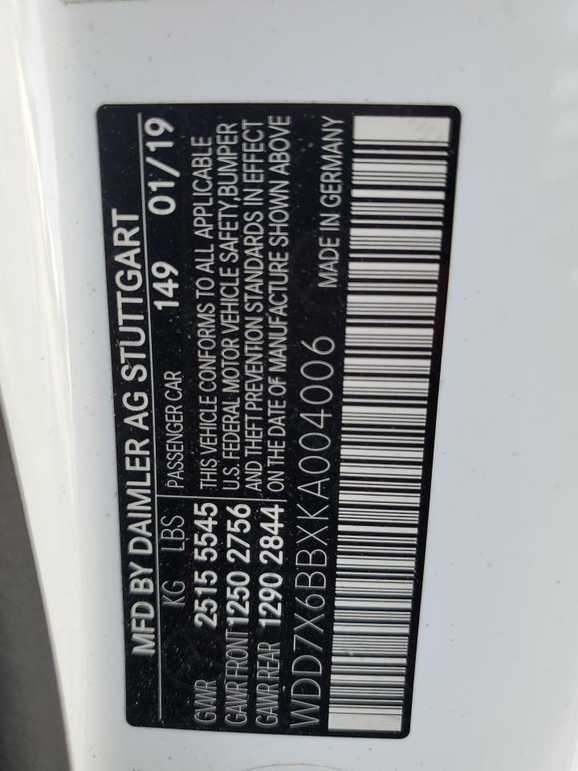 MFD BY DAIMLER AG STUTTGART
KG LBS PASSENGER CAR 149 01/19
GWR 2515 5545 THIS VEHICLE CONFORMS TO ALL APPLICABLE
GAWR FRONT 1250 2756 U.S. FEDERAL MOTOR VEHICLE SAFETY,BUMPER
GAWR REAR 1290 2844 AND THEFT PREVENTION STANDARDS IN EFFECT
ON THE DATE OF MANUFACTURE SHOWN ABOVE
WDD7X6BBXKA004006 MADE IN GERMANY